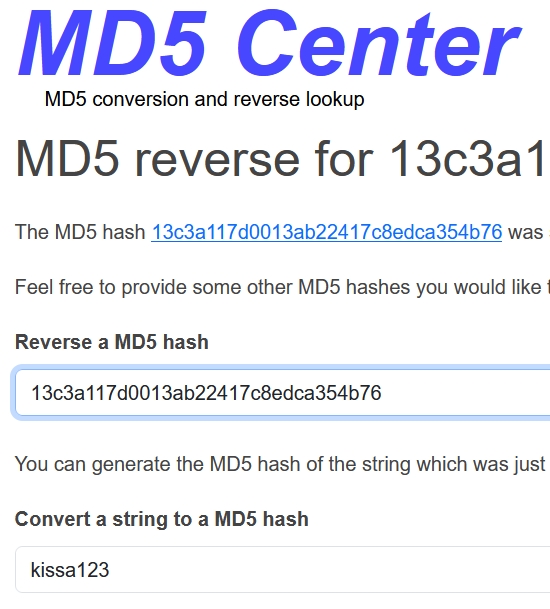 MD5 Center
MD5 conversion and reverse lookup
MD5 reverse for 13c3a1
The MD5 hash 13c3a117d0013ab22417c8edca354b76 was
Feel free to provide some other MD5 hashes you would like
Reverse a MD5 hash
13c3a117d0013ab22417c8edca354b76
You can generate the MD5 hash of the string which was just
Convert a string to a MD5 hash
kissa123